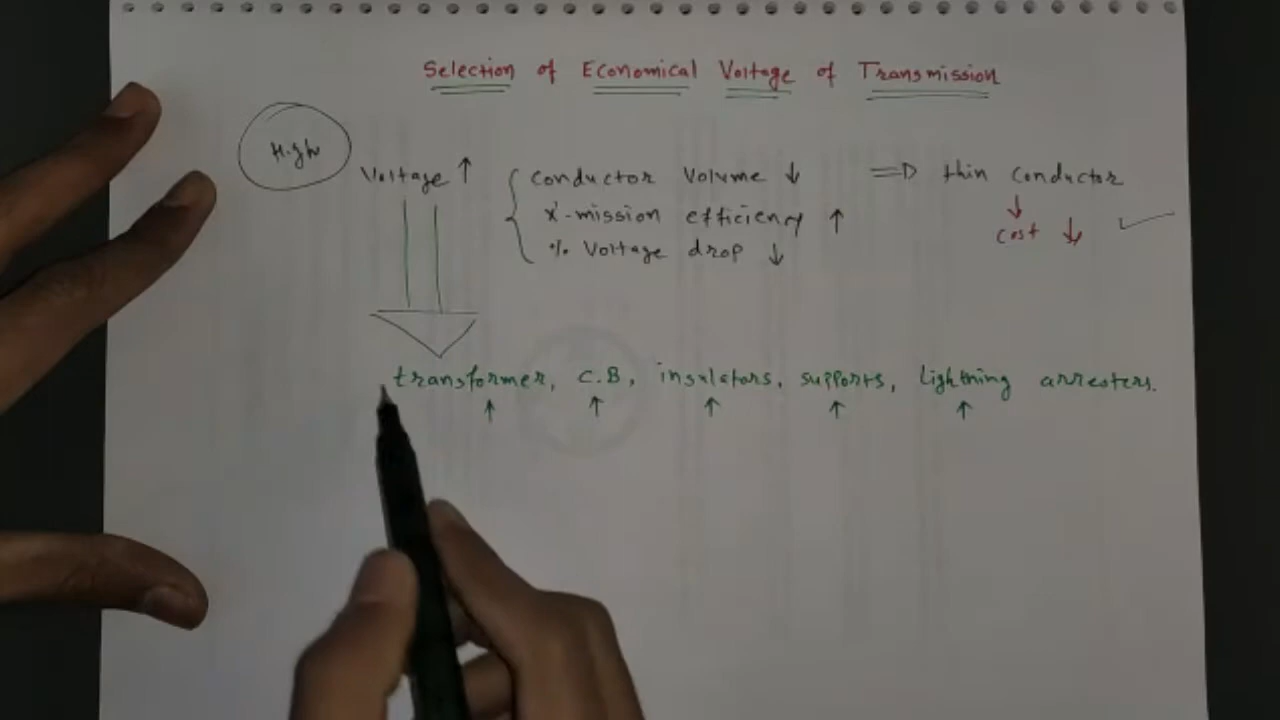 Selection of Economical Voltage of Transmission
High
Voltage ↑ { Conductor Volume ↓ ⇒ thin conductor
x'-mission efficiency ↑ ↓
% Voltage drop ↓ cost ↓ ✓
transformer, C.B, insulators, supports, lightning arresters.
↑ ↑ ↑ ↑ ↑